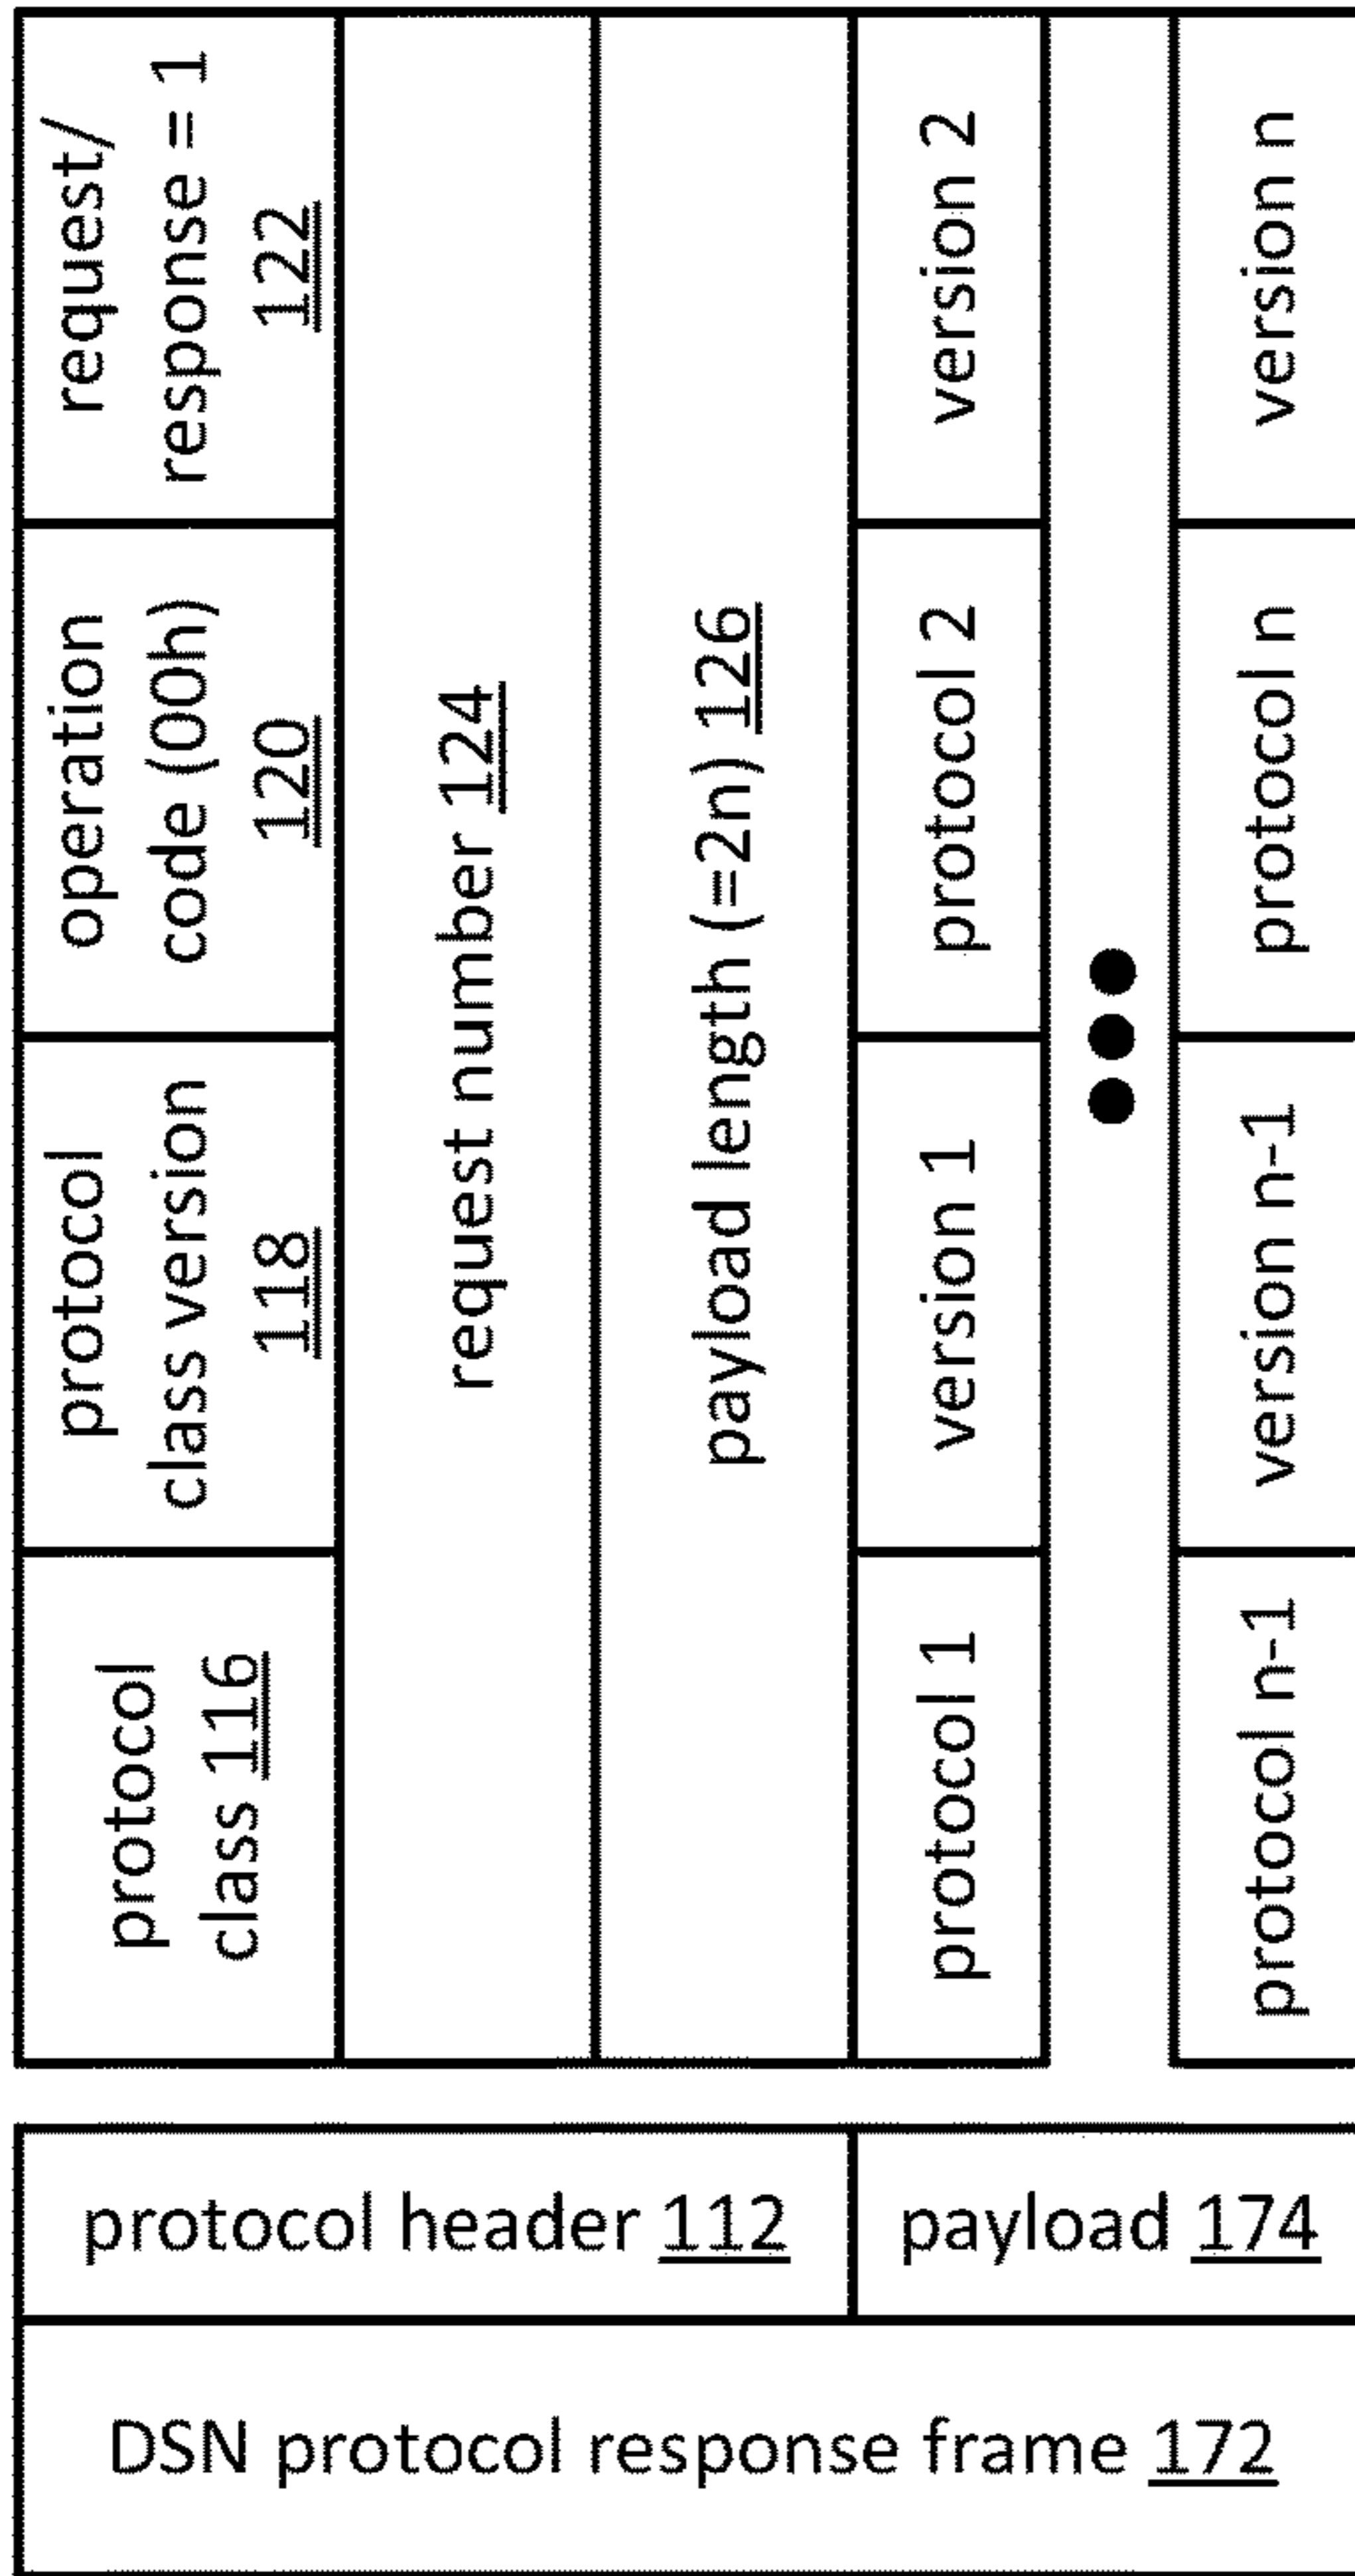 protocol
class 116
protocol
class version
118
operation
code (00h)
120
request/
response = 1
122
request number 124
payload length (=2n) 126
protocol 1
version 1
protocol 2
version 2
protocol n-1
version n-1
protocol n
version n
protocol header 112
payload 174
DSN protocol response frame 172